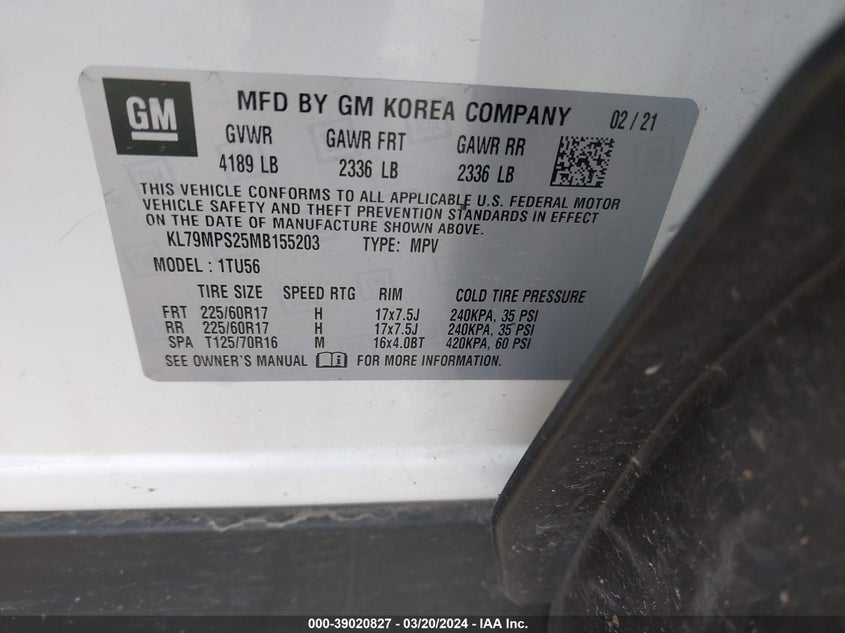 GM
MFD BY GM KOREA COMPANY 02 / 21
GVWR GAWR FRT GAWR RR
4189 LB 2336 LB 2336 LB
THIS VEHICLE CONFORMS TO ALL APPLICABLE U.S. FEDERAL MOTOR
VEHICLE SAFETY AND THEFT PREVENTION STANDARDS IN EFFECT
ON THE DATE OF MANUFACTURE SHOWN ABOVE.
KL79MPS25MB155203 TYPE: MPV
MODEL : 1TU56
TIRE SIZE SPEED RTG RIM COLD TIRE PRESSURE
FRT 225/60R17 H 17x7.5J 240KPA, 35 PSI
RR 225/60R17 H 17x7.5J 240KPA, 35 PSI
SPA T125/70R16 M 16x4.0BT 420KPA, 60 PSI
SEE OWNER'S MANUAL FOR MORE INFORMATION.
000-39020827 - 03/20/2024 - IAA Inc.